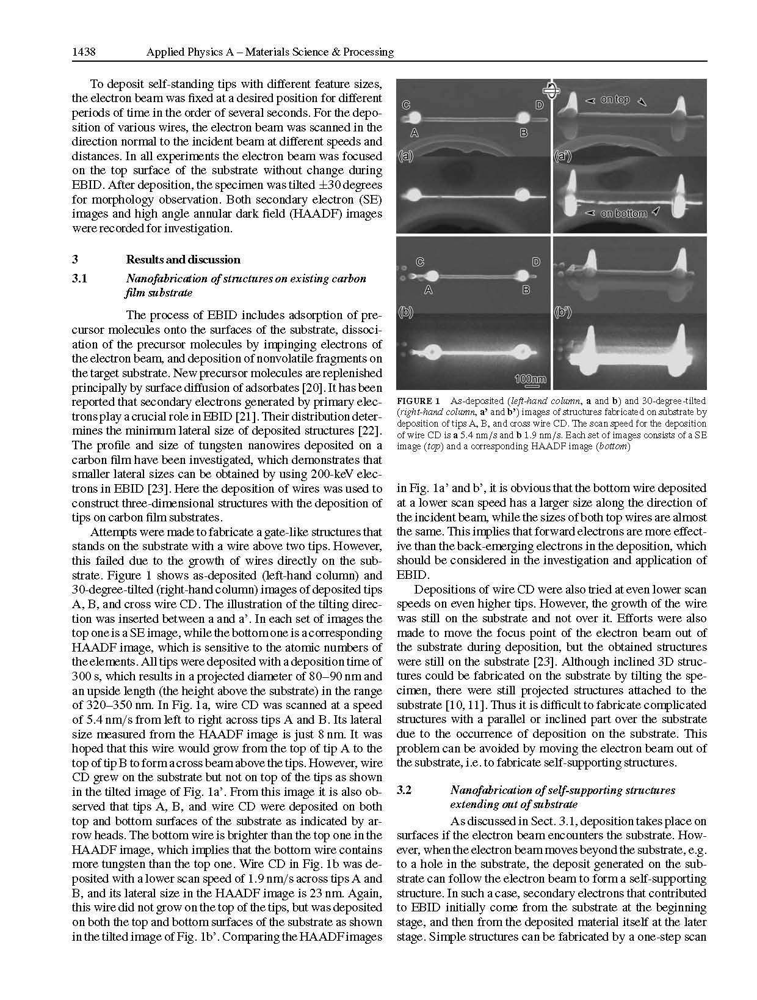 1438 Applied Physics A – Materials Science & Processing
To deposit self-standing tips with different feature sizes,
the electron beam was fixed at a desired position for different
periods of time in the order of several seconds. For the depo-
sition of various wires, the electron beam was scanned in the
direction normal to the incident beam at different speeds and
distances. In all experiments the electron beam was focused
on the top surface of the substrate without change during
EBID. After deposition, the specimen was tilted ±30 degrees
for morphology observation. Both secondary electron (SE)
images and high angle annular dark field (HAADF) images
were recorded for investigation.
3 Results and discussion
3.1 Nanofabrication of structures on existing carbon
film substrate
The process of EBID includes adsorption of pre-
cursor molecules onto the surfaces of the substrate, dissoci-
ation of the precursor molecules by impinging electrons of
the electron beam, and deposition of nonvolatile fragments on
the target substrate. New precursor molecules are replenished
principally by surface diffusion of adsorbates [20]. It has been
reported that secondary electrons generated by primary elec-
trons play a crucial role in EBID [21]. Their distribution deter-
mines the minimum lateral size of deposited structures [22].
The profile and size of tungsten nanowires deposited on a
carbon film have been investigated, which demonstrates that
smaller lateral sizes can be obtained by using 200-keV elec-
trons in EBID [23]. Here the deposition of wires was used to
construct three-dimensional structures with the deposition of
tips on carbon film substrates.
Attempts were made to fabricate a gate-like structures that
stands on the substrate with a wire above two tips. However,
this failed due to the growth of wires directly on the sub-
strate. Figure 1 shows as-deposited (left-hand column) and
30-degree-tilted (right-hand column) images of deposited tips
A, B, and cross wire CD. The illustration of the tilting direc-
tion was inserted between a and a’. In each set of images the
top one is a SE image, while the bottom one is a corresponding
HAADF image, which is sensitive to the atomic numbers of
the elements. All tips were deposited with a deposition time of
300 s, which results in a projected diameter of 80–90 nm and
an upside length (the height above the substrate) in the range
of 320–350 nm. In Fig. 1a, wire CD was scanned at a speed
of 5.4 nm/s from left to right across tips A and B. Its lateral
size measured from the HAADF image is just 8 nm. It was
hoped that this wire would grow from the top of tip A to the
top of tip B to form a cross beam above the tips. However, wire
CD grew on the substrate but not on top of the tips as shown
in the tilted image of Fig. 1a’. From this image it is also ob-
served that tips A, B, and wire CD were deposited on both
top and bottom surfaces of the substrate as indicated by ar-
row heads. The bottom wire is brighter than the top one in the
HAADF image, which implies that the bottom wire contains
more tungsten than the top one. Wire CD in Fig. 1b was de-
posited with a lower scan speed of 1.9 nm/s across tips A and
B, and its lateral size in the HAADF image is 23 nm. Again,
this wire did not grow on the top of the tips, but was deposited
on both the top and bottom surfaces of the substrate as shown
in the tilted image of Fig. 1b’. Comparing the HAADF images
C D on top
A B
(a) (a’)
on bottom
C D
A B
(b) (b’)
100nm
FIGURE 1 As-deposited (left-hand column, a and b) and 30-degree-tilted
(right-hand column, a’ and b’) images of structures fabricated on substrate by
deposition of tips A, B, and cross wire CD. The scan speed for the deposition
of wire CD is a 5.4 nm/s and b 1.9 nm/s. Each set of images consists of a SE
image (top) and a corresponding HAADF image (bottom)
in Fig. 1a’ and b’, it is obvious that the bottom wire deposited
at a lower scan speed has a larger size along the direction of
the incident beam, while the sizes of both top wires are almost
the same. This implies that forward electrons are more effect-
ive than the back-emerging electrons in the deposition, which
should be considered in the investigation and application of
EBID.
Depositions of wire CD were also tried at even lower scan
speeds on even higher tips. However, the growth of the wire
was still on the substrate and not over it. Efforts were also
made to move the focus point of the electron beam out of
the substrate during deposition, but the obtained structures
were still on the substrate [23]. Although inclined 3D struc-
tures could be fabricated on the substrate by tilting the spe-
cimen, there were still projected structures attached to the
substrate [10, 11]. Thus it is difficult to fabricate complicated
structures with a parallel or inclined part over the substrate
due to the occurrence of deposition on the substrate. This
problem can be avoided by moving the electron beam out of
the substrate, i.e. to fabricate self-supporting structures.
3.2 Nanofabrication of self-supporting structures
extending out of substrate
As discussed in Sect. 3.1, deposition takes place on
surfaces if the electron beam encounters the substrate. How-
ever, when the electron beam moves beyond the substrate, e.g.
to a hole in the substrate, the deposit generated on the sub-
strate can follow the electron beam to form a self-supporting
structure. In such a case, secondary electrons that contributed
to EBID initially come from the substrate at the beginning
stage, and then from the deposited material itself at the later
stage. Simple structures can be fabricated by a one-step scan